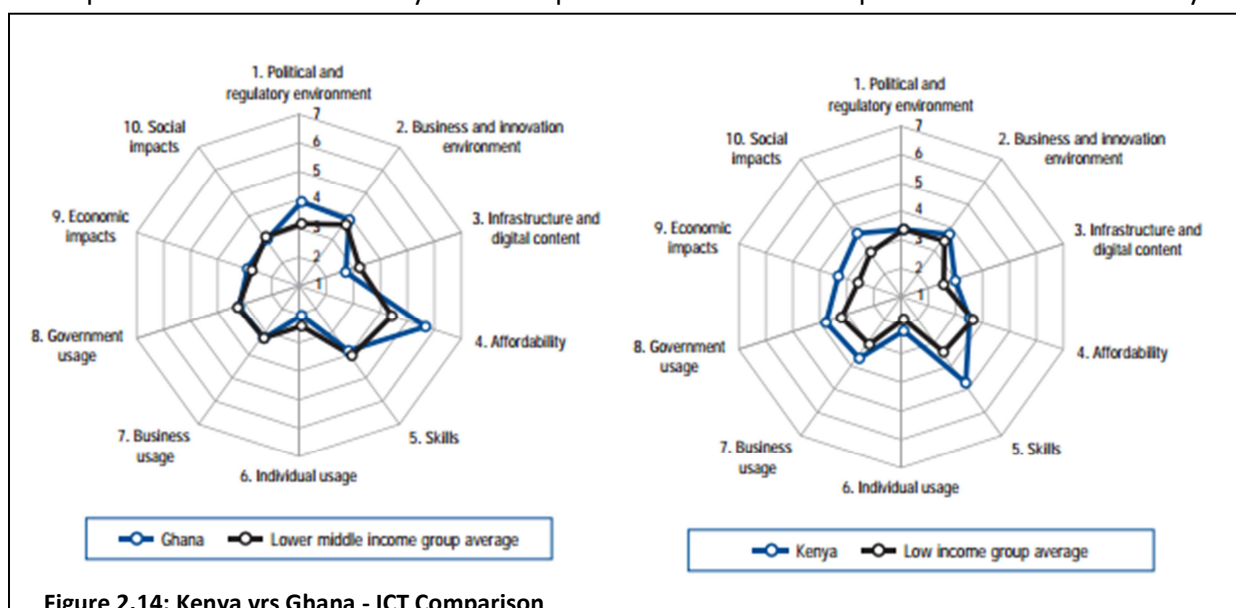 1. Political and
regulatory environment
7
6
5
4
3
2
1
2. Business and innovation
environment
3. Infrastructure and
digital content
4. Affordability
5. Skills
6. Individual usage
7. Business
usage
8. Government
usage
9. Economic
impacts
10. Social
impacts
Ghana
Lower middle income group average
1. Political and
regulatory environment
7
6
5
4
3
2
1
2. Business and innovation
environment
3. Infrastructure and
digital content
4. Affordability
5. Skills
6. Individual usage
7. Business
usage
8. Government
usage
9. Economic
impacts
10. Social
impacts
Kenya
Low income group average
Figure 2.14: Kenya vrs Ghana - ICT Comparison